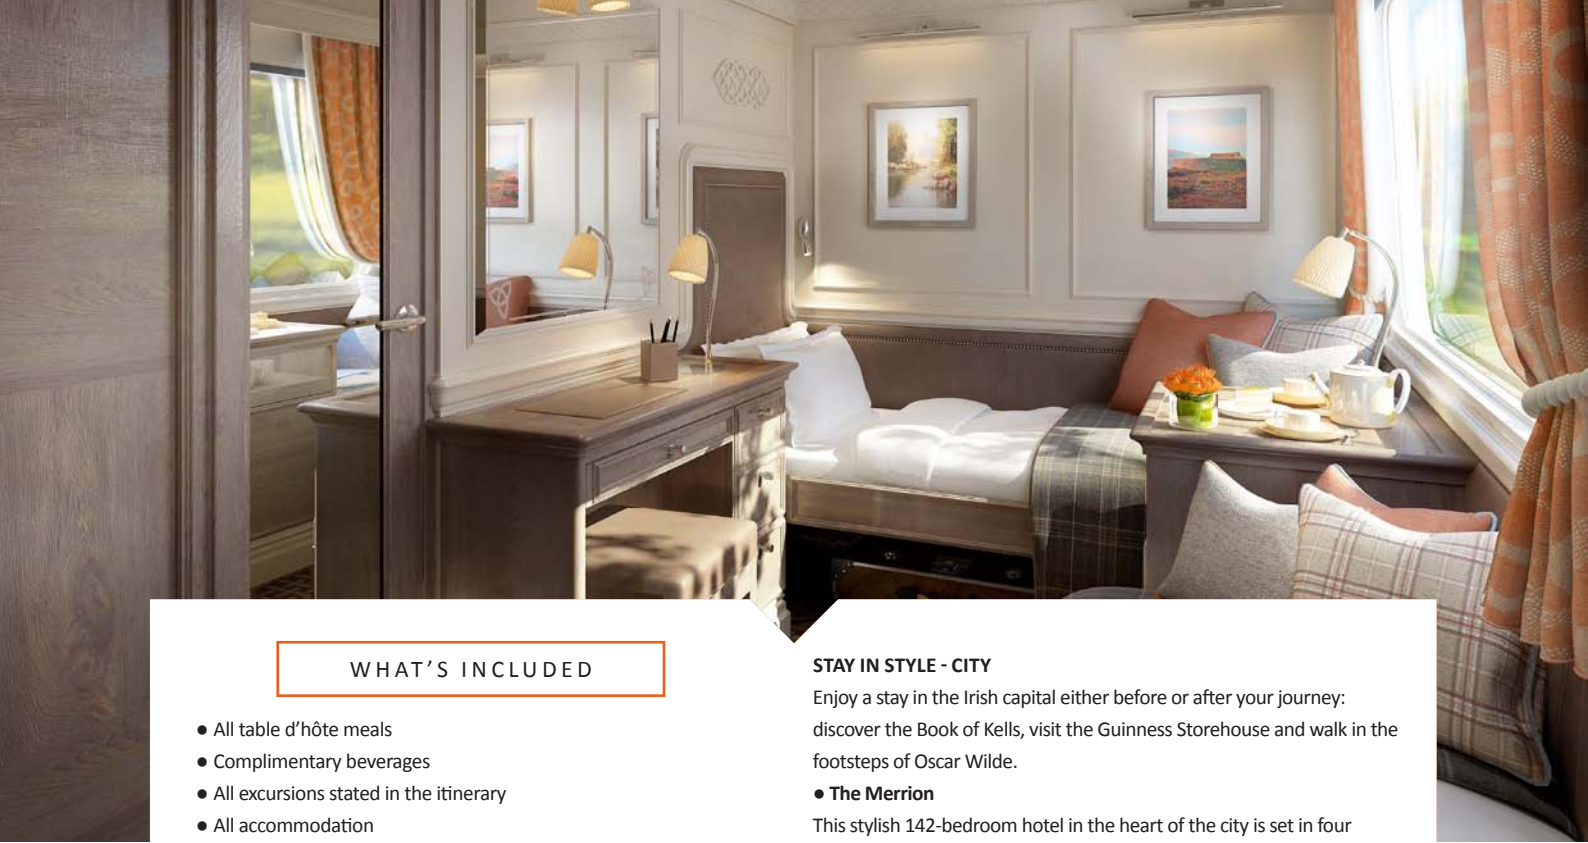 WHAT'S INCLUDED
● All table d'hôte meals
● Complimentary beverages
● All excursions stated in the itinerary
● All accommodation
STAY IN STYLE - CITY
Enjoy a stay in the Irish capital either before or after your journey:
discover the Book of Kells, visit the Guinness Storehouse and walk in the
footsteps of Oscar Wilde.
● The Merrion
This stylish 142-bedroom hotel in the heart of the city is set in four